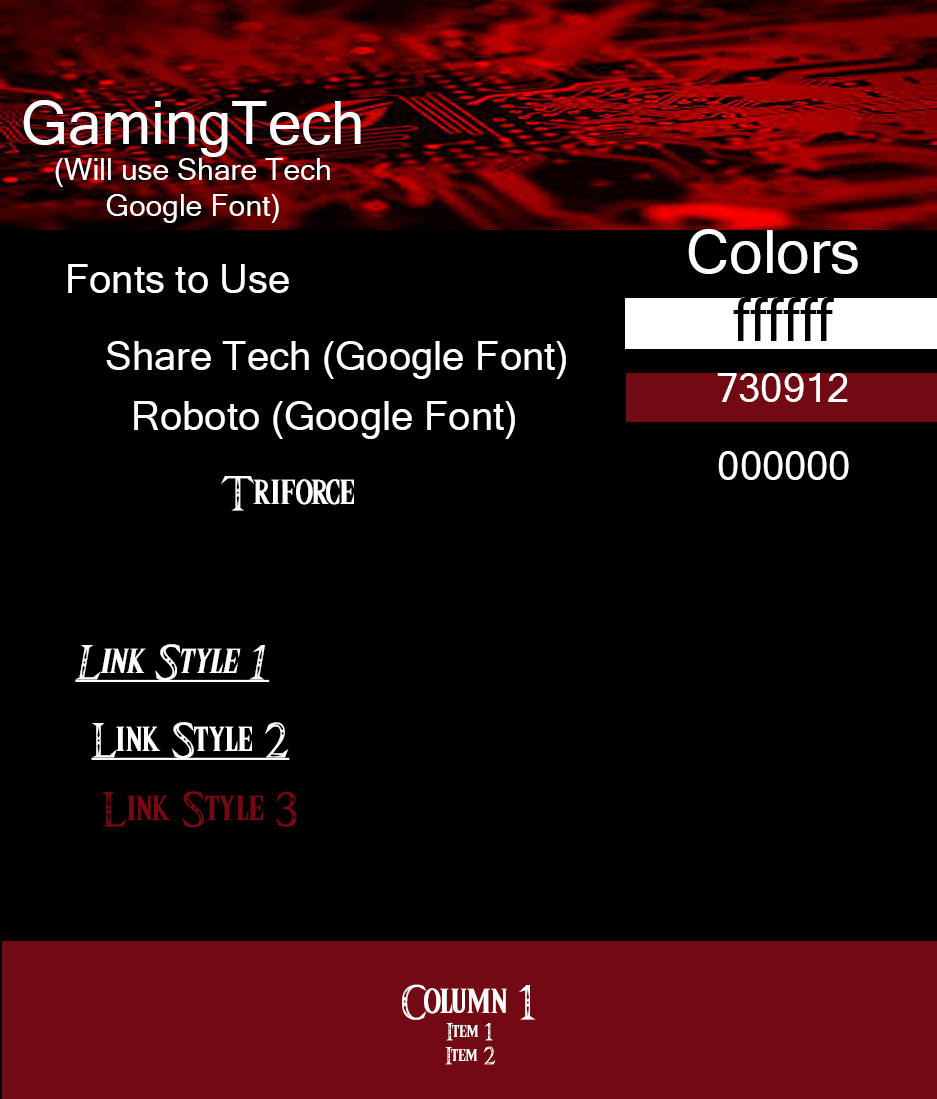 GamingTech
(Will use Share Tech
Google Font)
Fonts to Use
Share Tech (Google Font)
Roboto (Google Font)
Triforce
Colors
ffffff
730912
000000
Link Style 1
Link Style 2
Link Style 3
Column 1
Item 1
Item 2